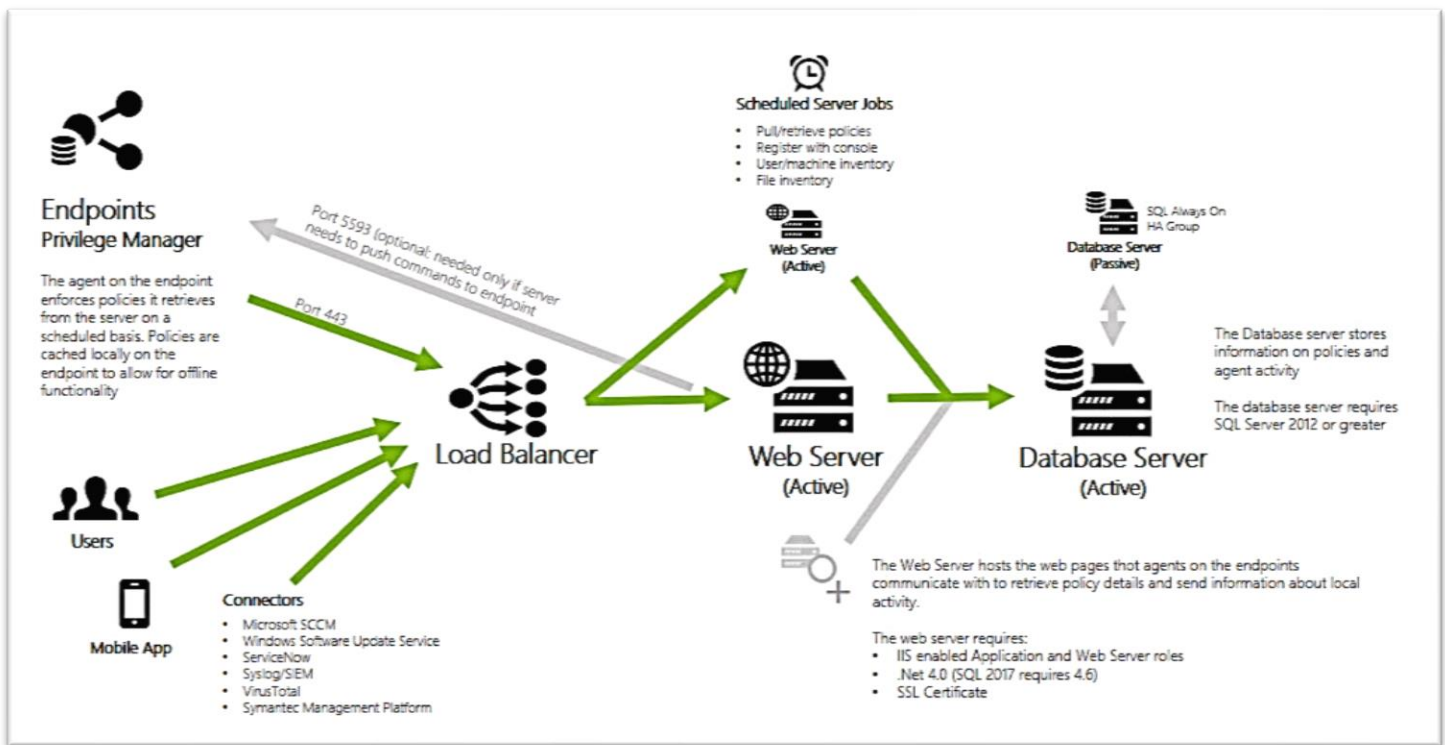 Scheduled Server Jobs
• Pull/retrieve policies
• Register with console
• User/machine inventory
• File inventory
Endpoints
Privilege Manager
The agent on the endpoint
enforces policies it retrieves
from the server on a
scheduled basis. Policies are
cached locally on the
endpoint to allow for offline
functionality
Port 5593 (optional: needed only if server
needs to push commands to endpoint
Port 443
Web Server
(Active)
SQL Always On
HA Group
Database Server
(Passive)
The Database server stores
information on policies and
agent activity
The database server requires
SQL Server 2012 or greater
Load Balancer
Web Server
(Active)
Database Server
(Active)
Users
Mobile App
Connectors
• Microsoft SCCM
• Windows Software Update Service
• ServiceNow
• Syslog/SIEM
• VirusTotal
• Symantec Management Platform
The Web Server hosts the web pages that agents on the endpoints
communicate with to retrieve policy details and send information about local
activity.
The web server requires:
• IIS enabled Application and Web Server roles
• .Net 4.0 (SQL 2017 requires 4.6)
• SSL Certificate